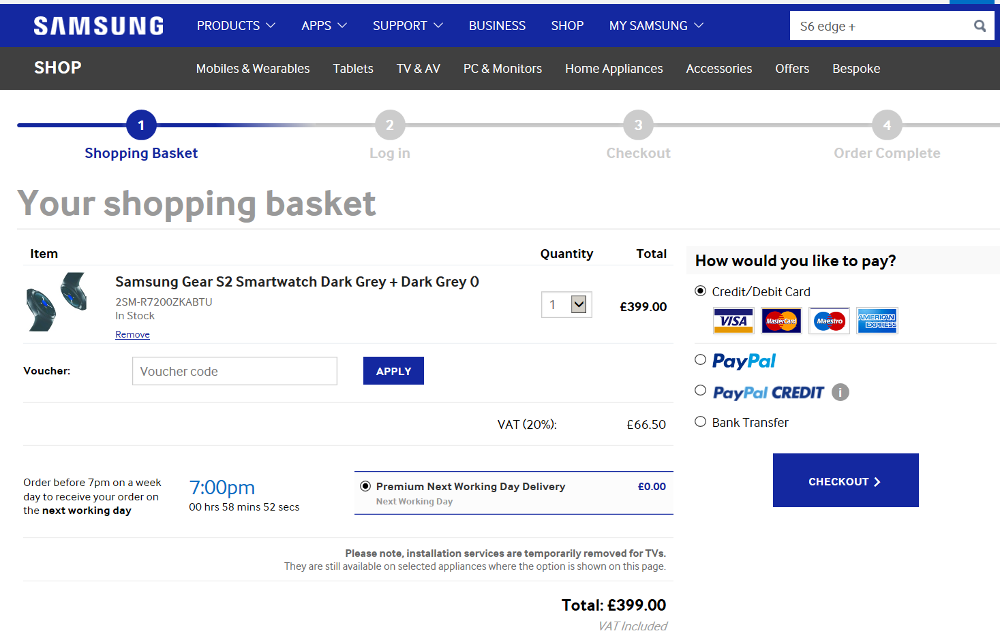 SAMSUNG
PRODUCTS APPS SUPPORT BUSINESS SHOP MY SAMSUNG S6 edge +
SHOP Mobiles & Wearables Tablets TV & AV PC & Monitors Home Appliances Accessories Offers Bespoke
1 2 3 4
Shopping Basket Log in Checkout Order Complete
Your shopping basket
Item Quantity Total
Samsung Gear S2 Smartwatch Dark Grey + Dark Grey ()
2SM-R7200ZKABTU
In Stock
Remove
1 £399.00
Voucher: Voucher code APPLY
VAT (20%): £66.50
Order before 7pm on a week
day to receive your order on
the next working day
7:00pm
00 hrs 58 mins 52 secs
Premium Next Working Day Delivery £0.00
Next Working Day
Please note, installation services are temporarily removed for TVs.
They are still available on selected appliances where the option is shown on this page.
Total: £399.00
VAT Included
How would you like to pay?
Credit/Debit Card
VISA MasterCard Maestro AMERICAN EXPRESS
PayPal
PayPal CREDIT i
Bank Transfer
CHECKOUT